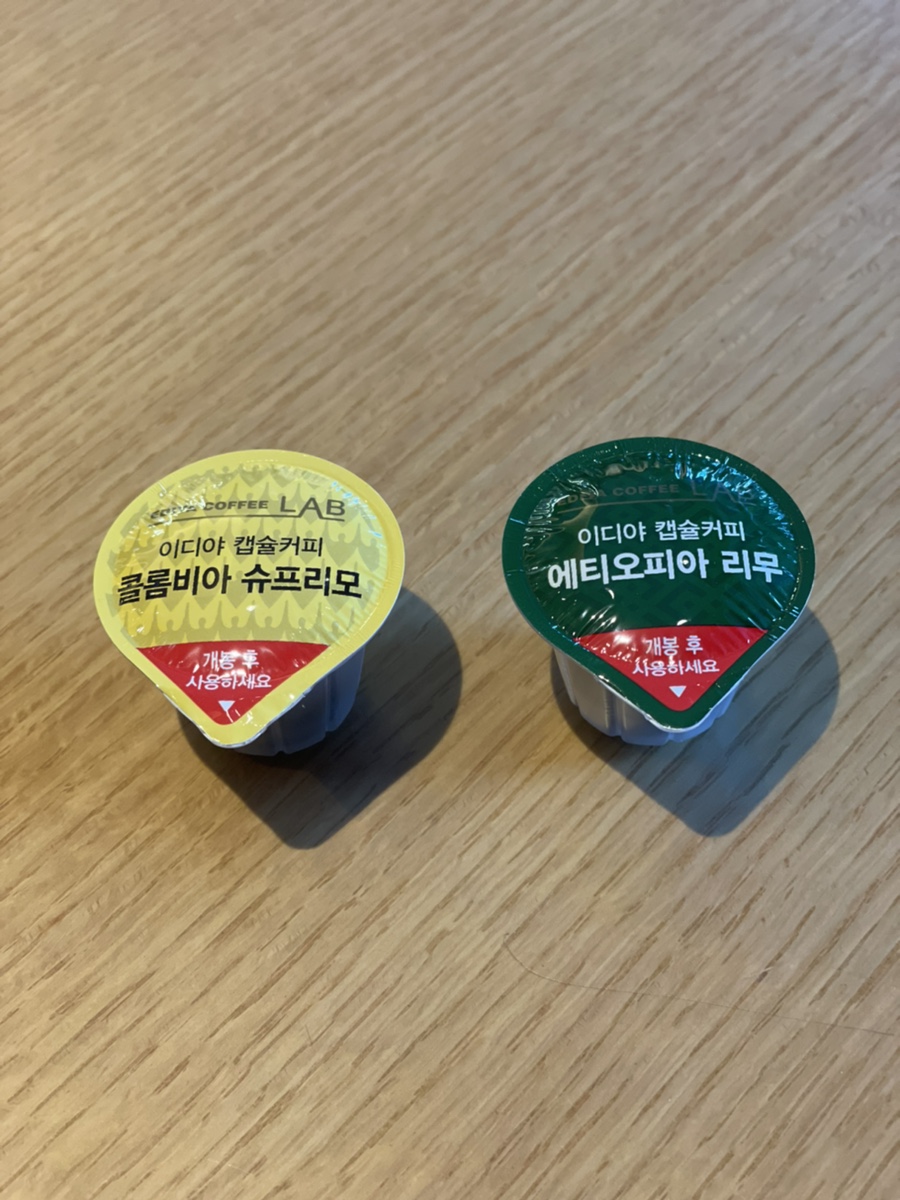 COFFEE LAB
이디야 캡슐커피
콜롬비아 슈프리모
개봉 후
사용하세요
COFFEE LAB
이디야 캡슐커피
에티오피아 리무
개봉 후
사용하세요